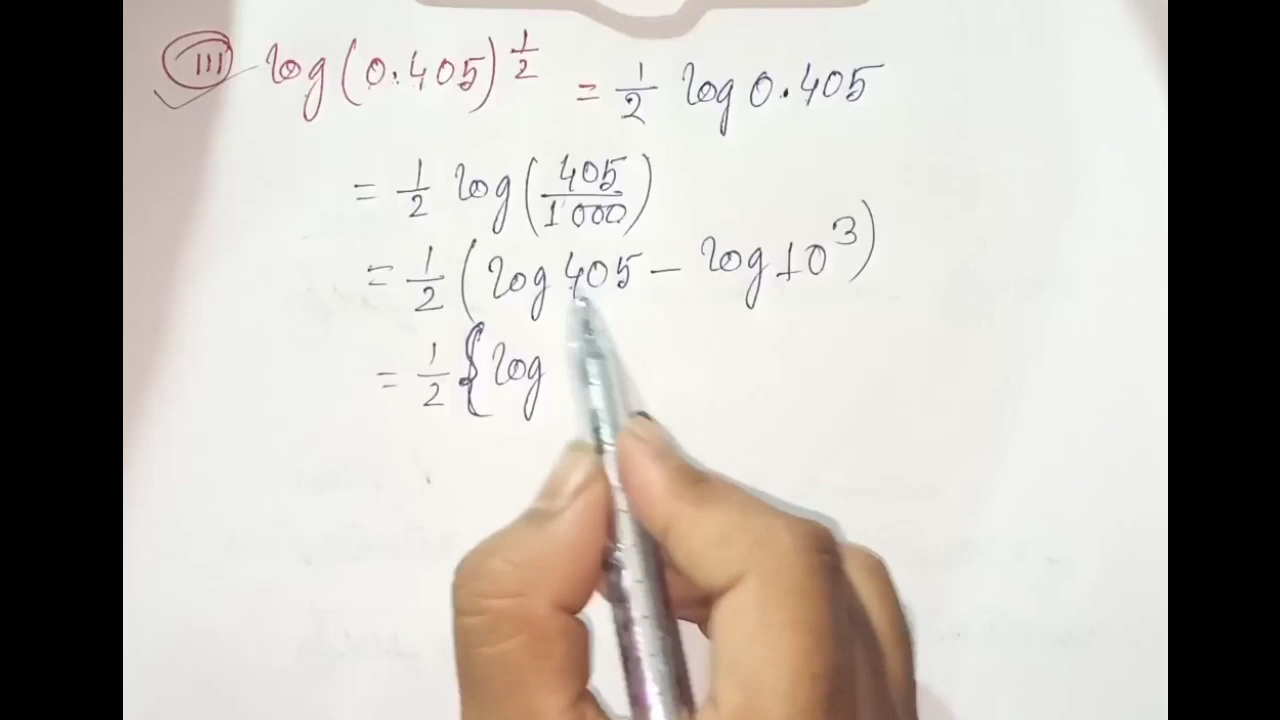 III log(0.405)^1/2 = 1/2 log 0.405
= 1/2 log(405/1000)
= 1/2 (log 405 - log 10^3)
= 1/2 {log